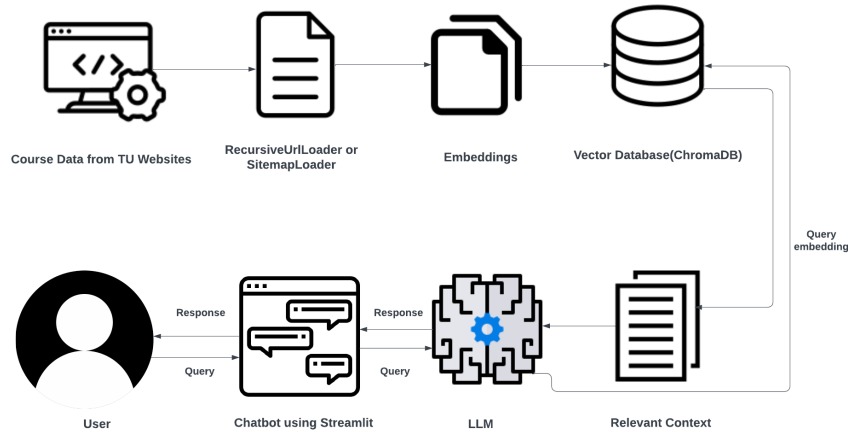 Course Data from TU Websites
RecursiveUrlLoader or
SitemapLoader
Embeddings
Vector Database(ChromaDB)
Query
embedding
Response
Query
Response
Query
User
Chatbot using Streamlit
LLM
Relevant Context